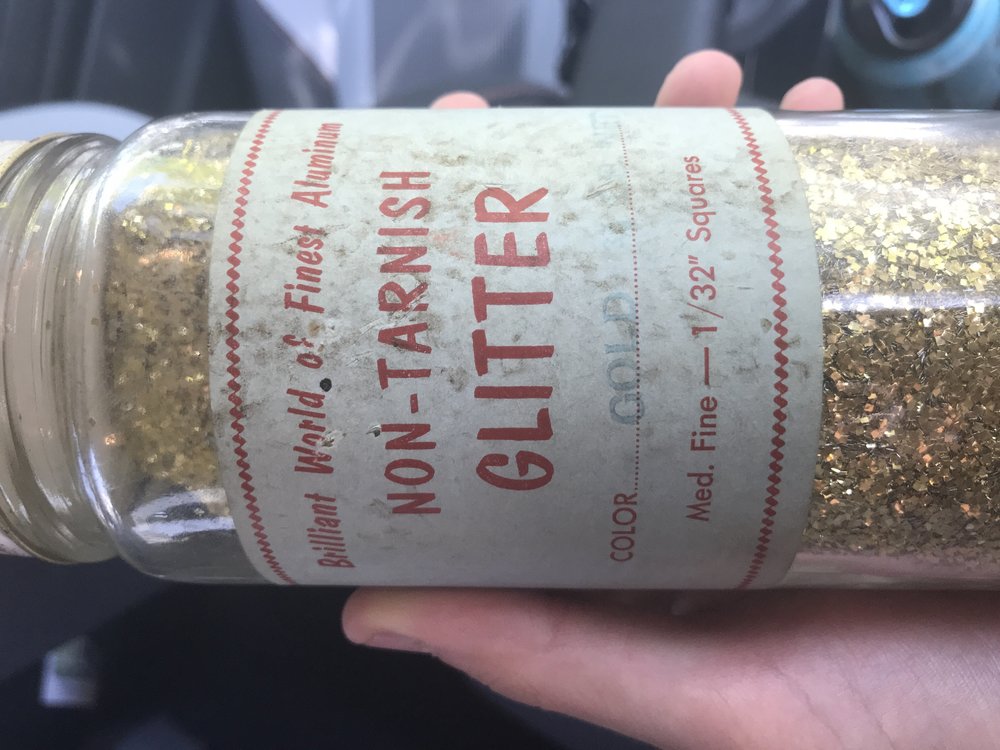 Brilliant World of Finest Aluminum
NON-TARNISH
GLITTER
COLOR GOLD
Med. Fine — 1/32" Squares